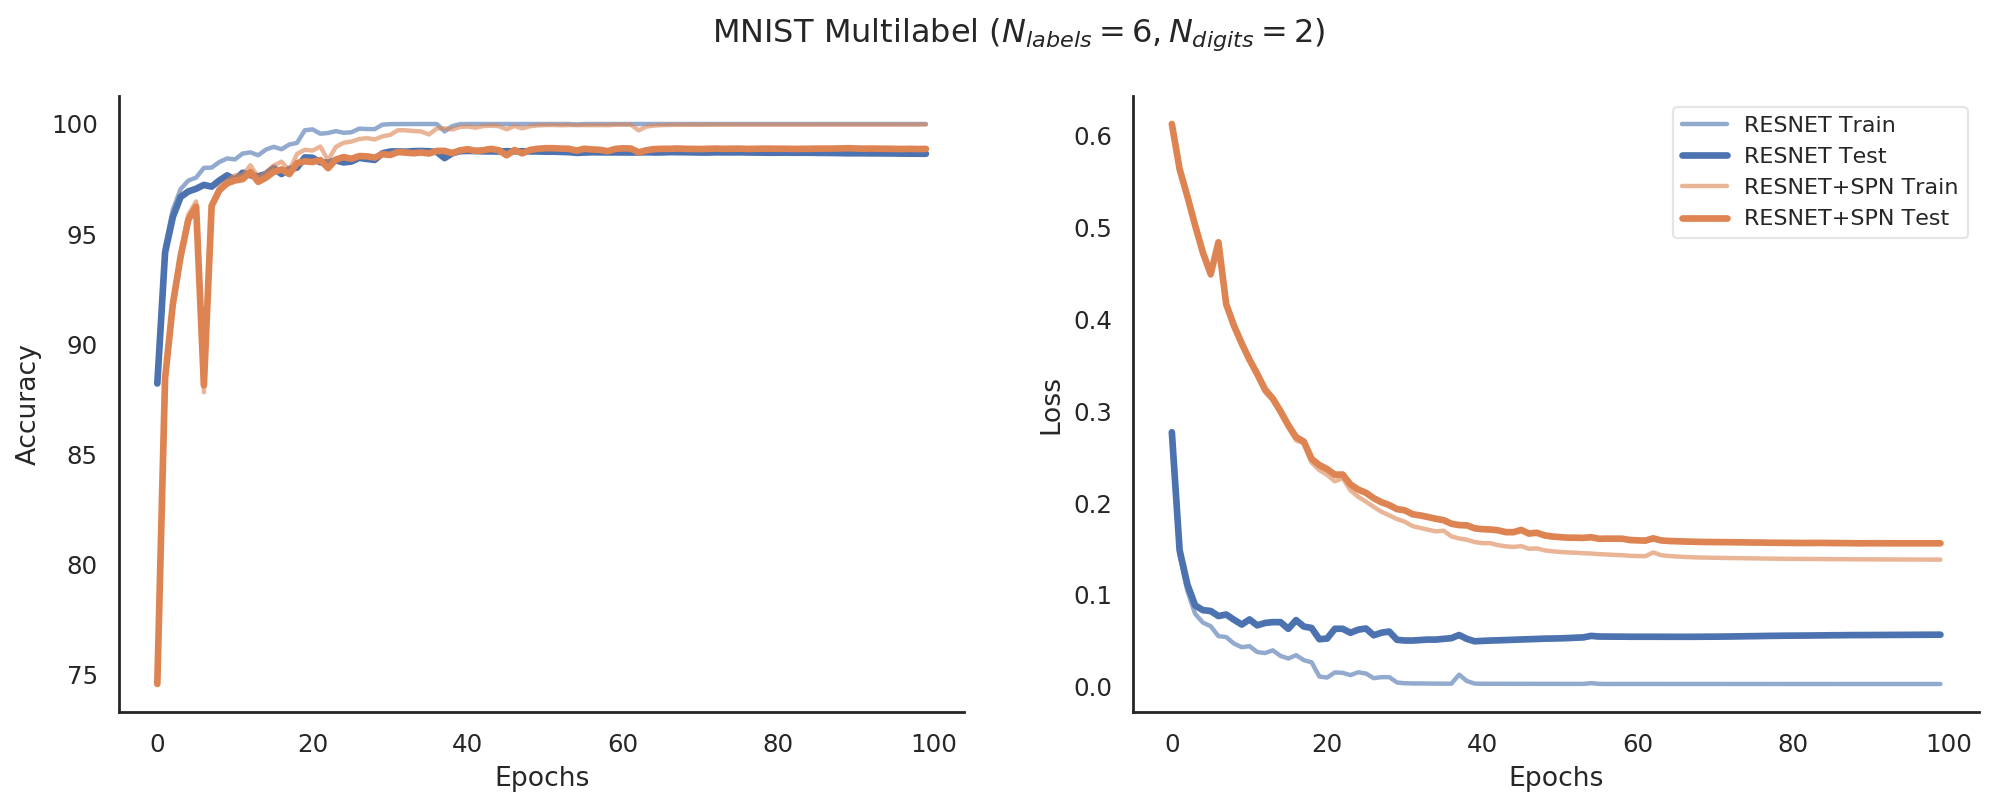 MNIST Multilabel (N_labels = 6, N_digits = 2)
Accuracy
100
95
90
85
80
75
0 20 40 60 80 100
Epochs
Loss
0.6
0.5
0.4
0.3
0.2
0.1
0.0
0 20 40 60 80 100
Epochs
RESNET Train
RESNET Test
RESNET+SPN Train
RESNET+SPN Test